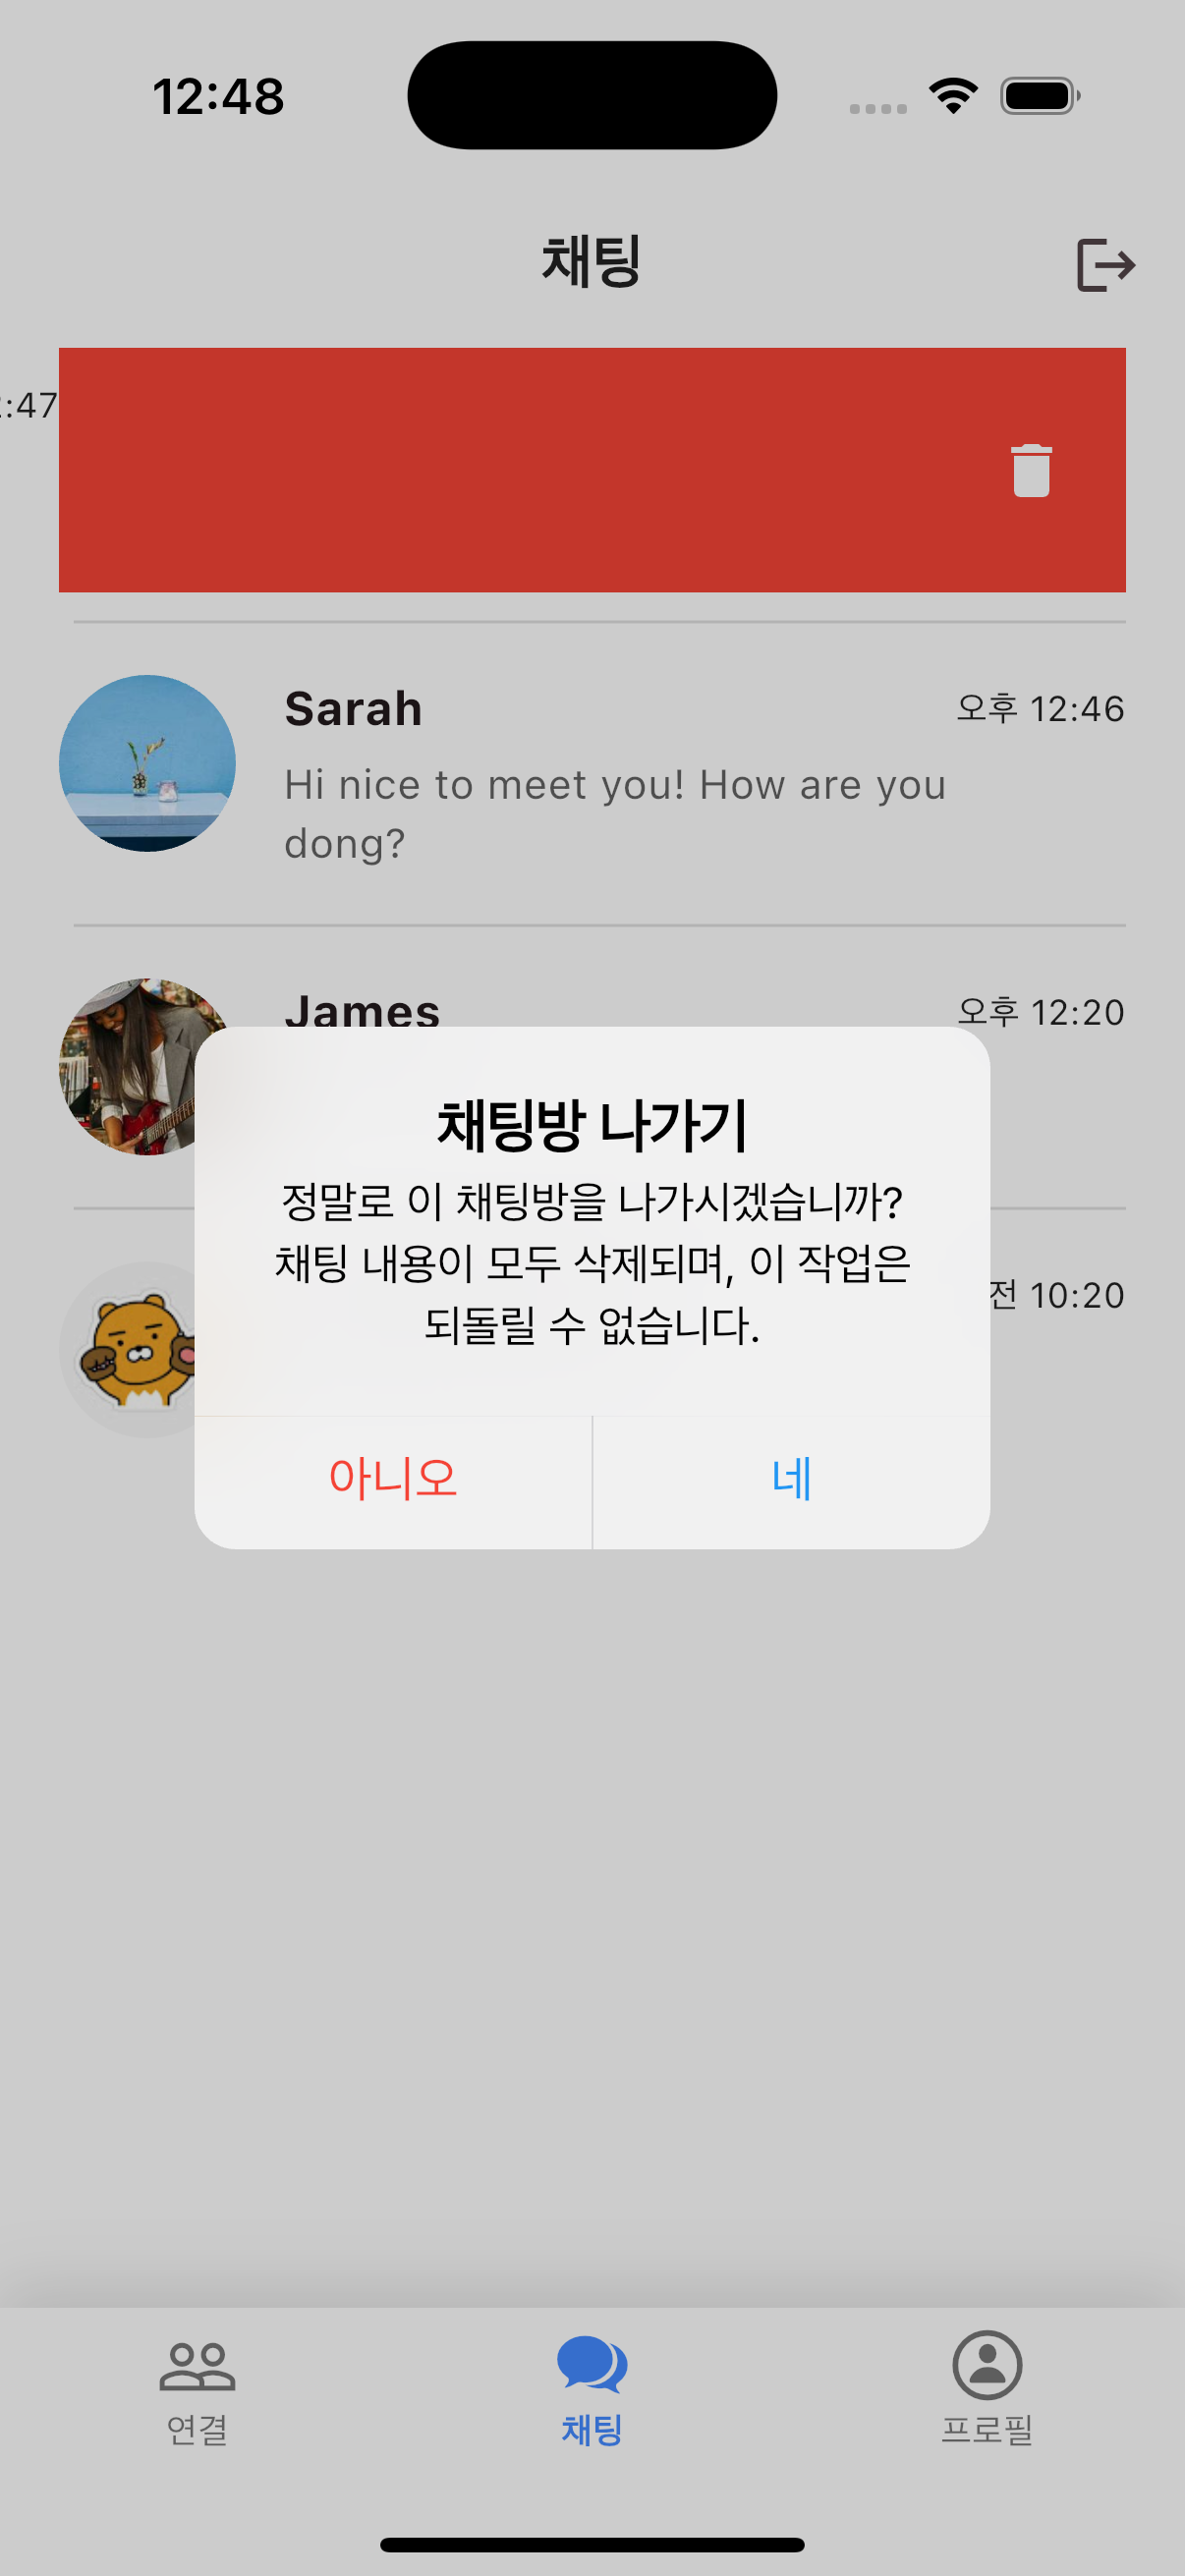 12:48
채팅
:47
Sarah
오후 12:46
Hi nice to meet you! How are you
dong?
James
오후 12:20
채팅방 나가기
정말로 이 채팅방을 나가시겠습니까?
채팅 내용이 모두 삭제되며, 이 작업은
되돌릴 수 없습니다.
전 10:20
아니오
네
연결
채팅
프로필